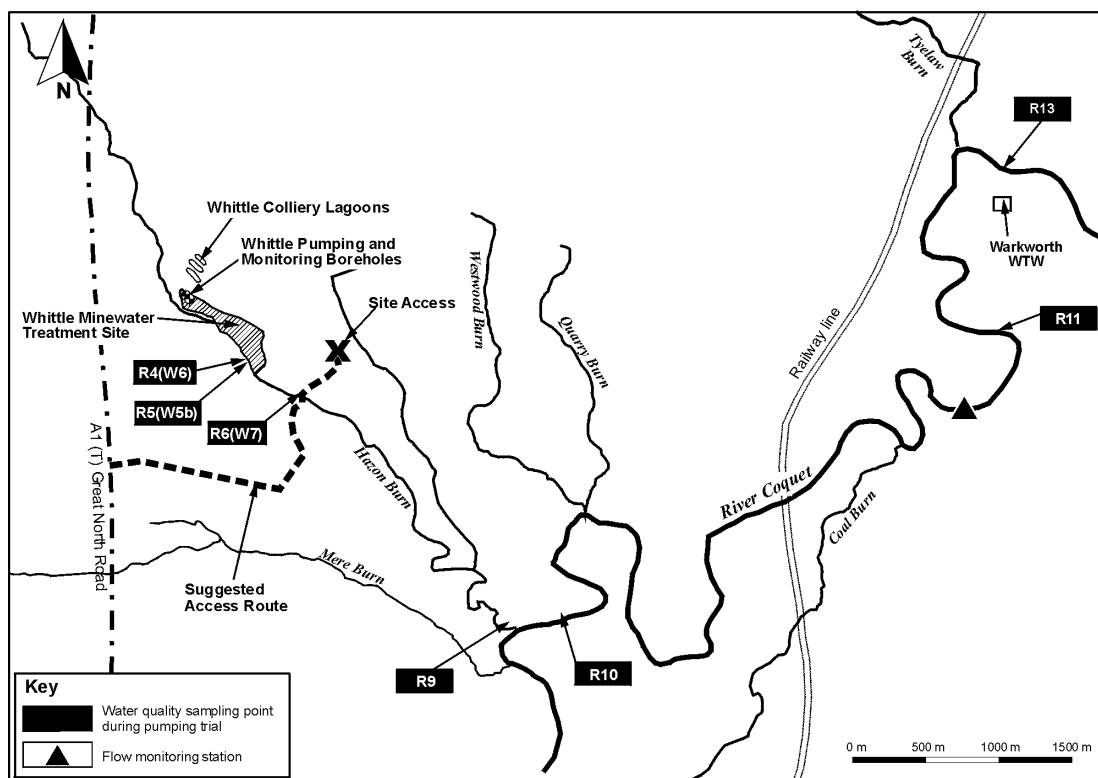 Tyelaw
Burn
N
R13
Whittle Colliery Lagoons
Whittle Pumping and
Monitoring Boreholes
Warkworth
WTW
Westwood Burn
Site Access
Whittle Minewater
Treatment Site
Quarry Burn
R11
Railway line
R4(W6)
R5(W5b)
R6(W7)
A1 (T) Great North Road
Hazon Burn
River Coquet
Coal Burn
Mere Burn
Suggested
Access Route
R9
R10
Key
Water quality sampling point
during pumping trial
Flow monitoring station
0 m 500 m 1000 m 1500 m